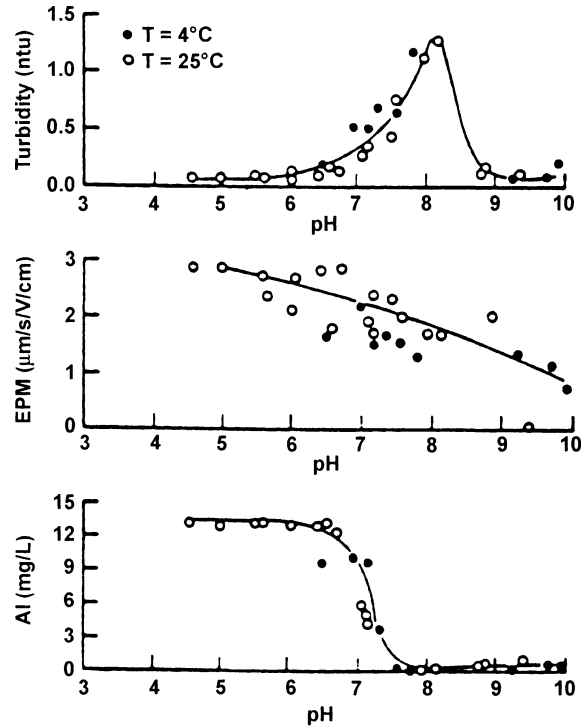 T = 4°C
T = 25°C
Turbidity (ntu)
1.5
1.0
0.5
0.0
3 4 5 6 7 8 9 10
pH
EPM (µm/s/V/cm)
3
2
1
0
3 4 5 6 7 8 9 10
pH
Al (mg/L)
15
12
9
6
3
0
3 4 5 6 7 8 9 10
pH